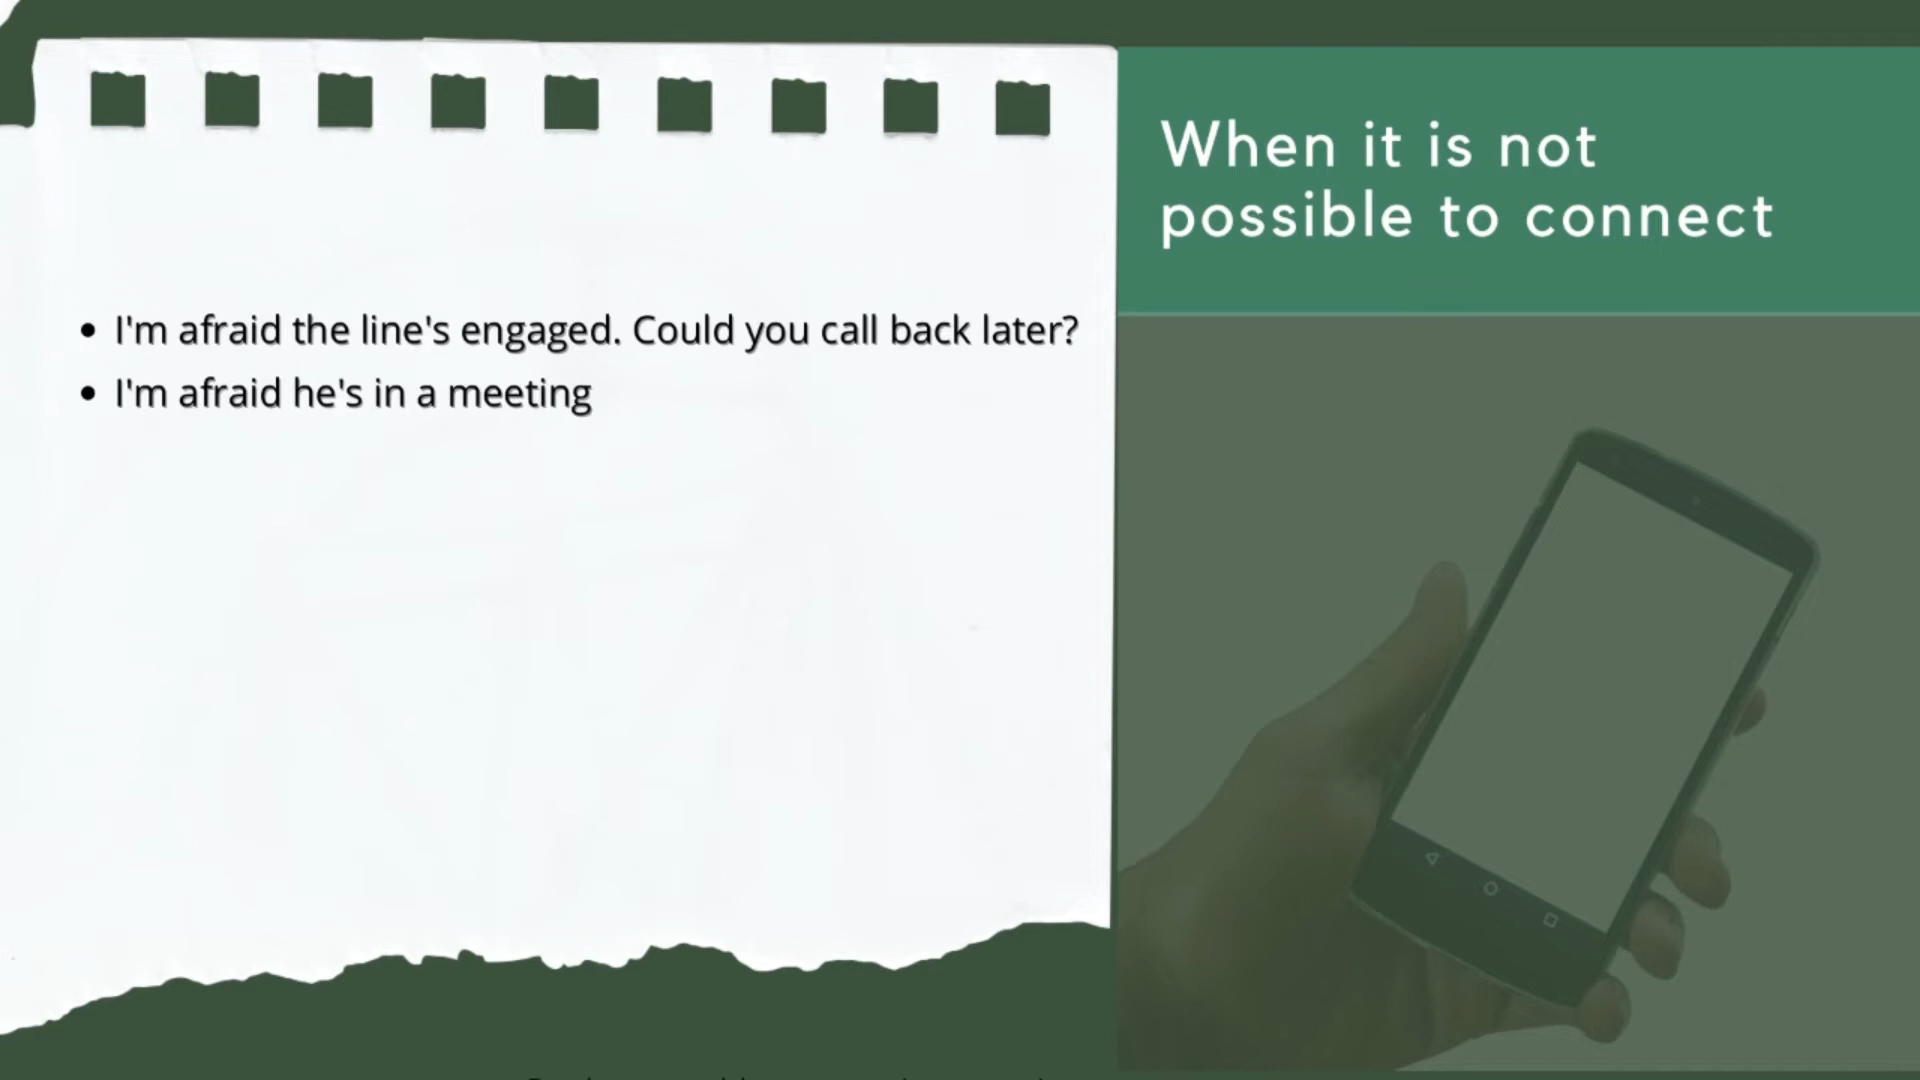 When it is not
possible to connect
• I'm afraid the line's engaged. Could you call back later?
• I'm afraid he's in a meeting